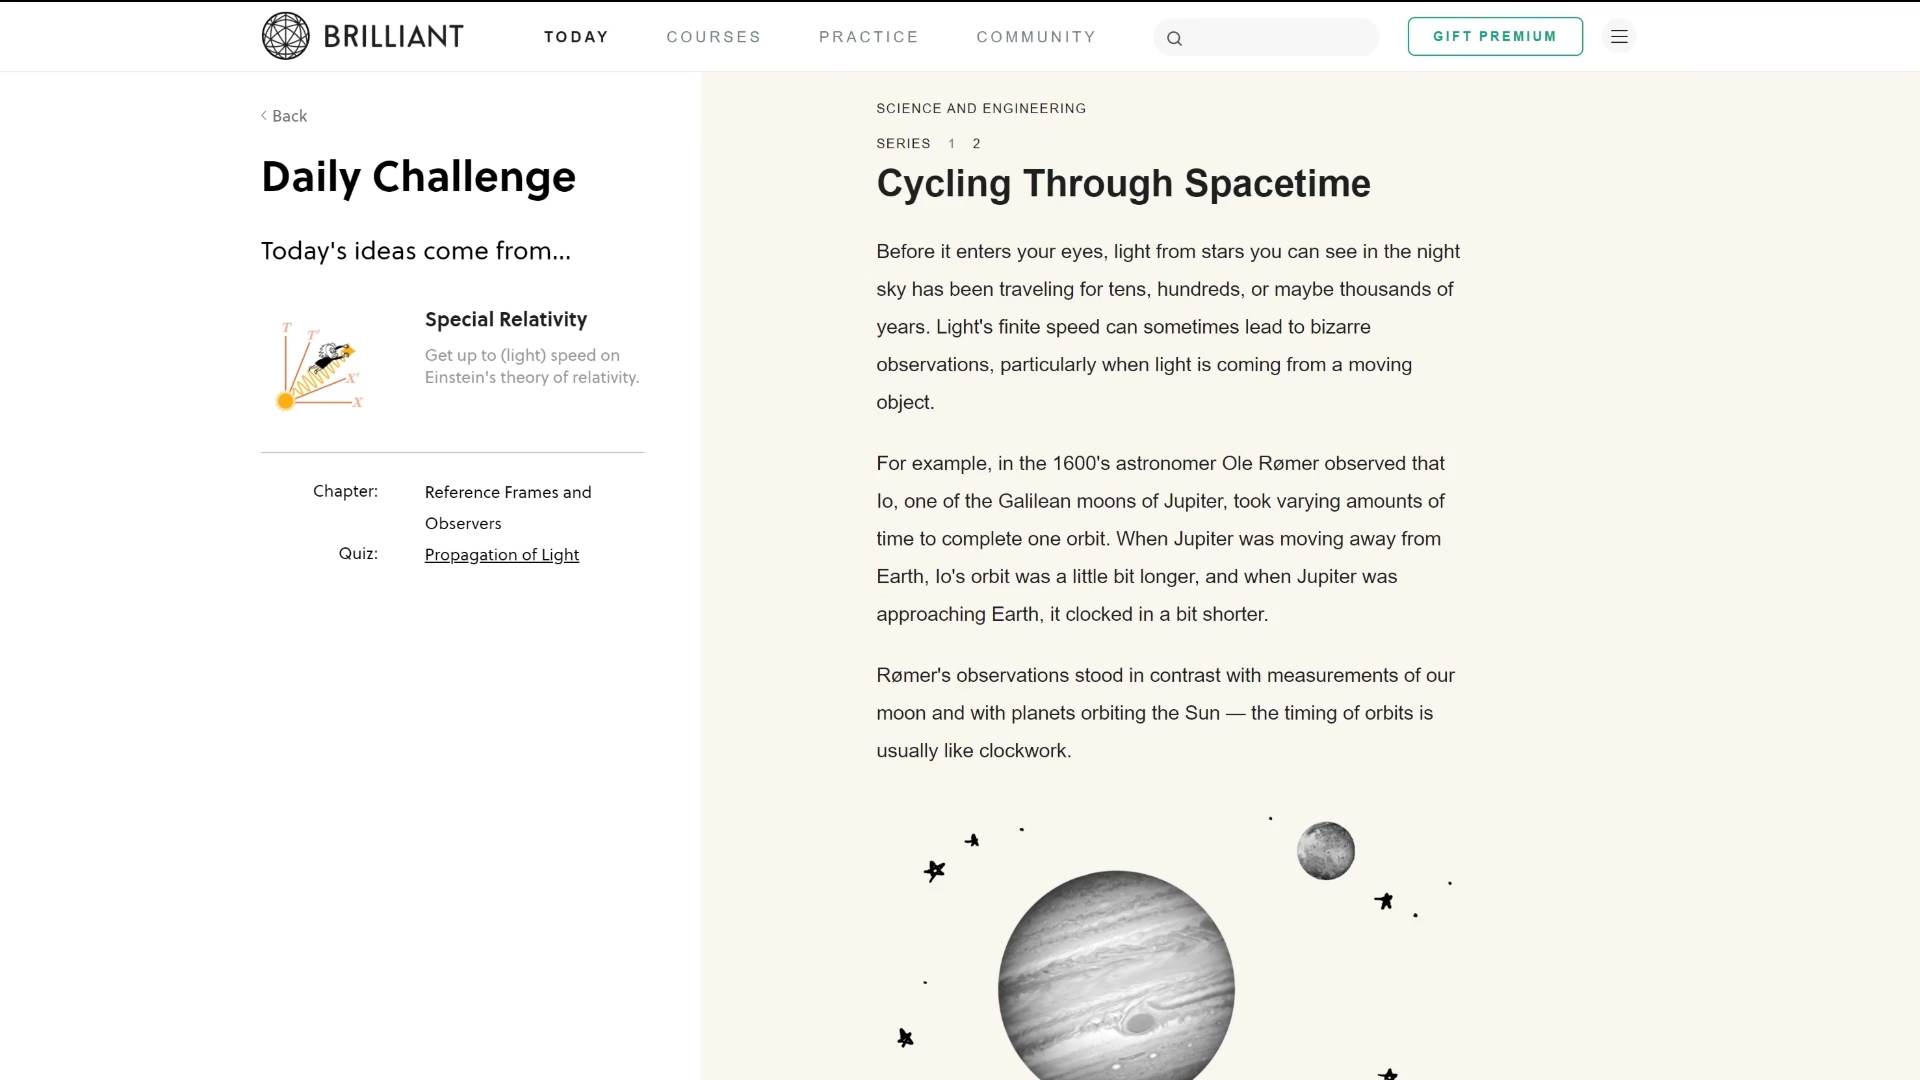 BRILLIANT
TODAY
COURSES
PRACTICE
COMMUNITY
GIFT PREMIUM
Back
Daily Challenge
Today's ideas come from...
T
T'
X'
X
Special Relativity
Get up to (light) speed on
Einstein's theory of relativity.
Chapter:
Reference Frames and
Observers
Quiz:
Propagation of Light
SCIENCE AND ENGINEERING
SERIES 1 2
Cycling Through Spacetime
Before it enters your eyes, light from stars you can see in the night
sky has been traveling for tens, hundreds, or maybe thousands of
years. Light's finite speed can sometimes lead to bizarre
observations, particularly when light is coming from a moving
object.
For example, in the 1600's astronomer Ole Rømer observed that
Io, one of the Galilean moons of Jupiter, took varying amounts of
time to complete one orbit. When Jupiter was moving away from
Earth, Io's orbit was a little bit longer, and when Jupiter was
approaching Earth, it clocked in a bit shorter.
Rømer's observations stood in contrast with measurements of our
moon and with planets orbiting the Sun — the timing of orbits is
usually like clockwork.